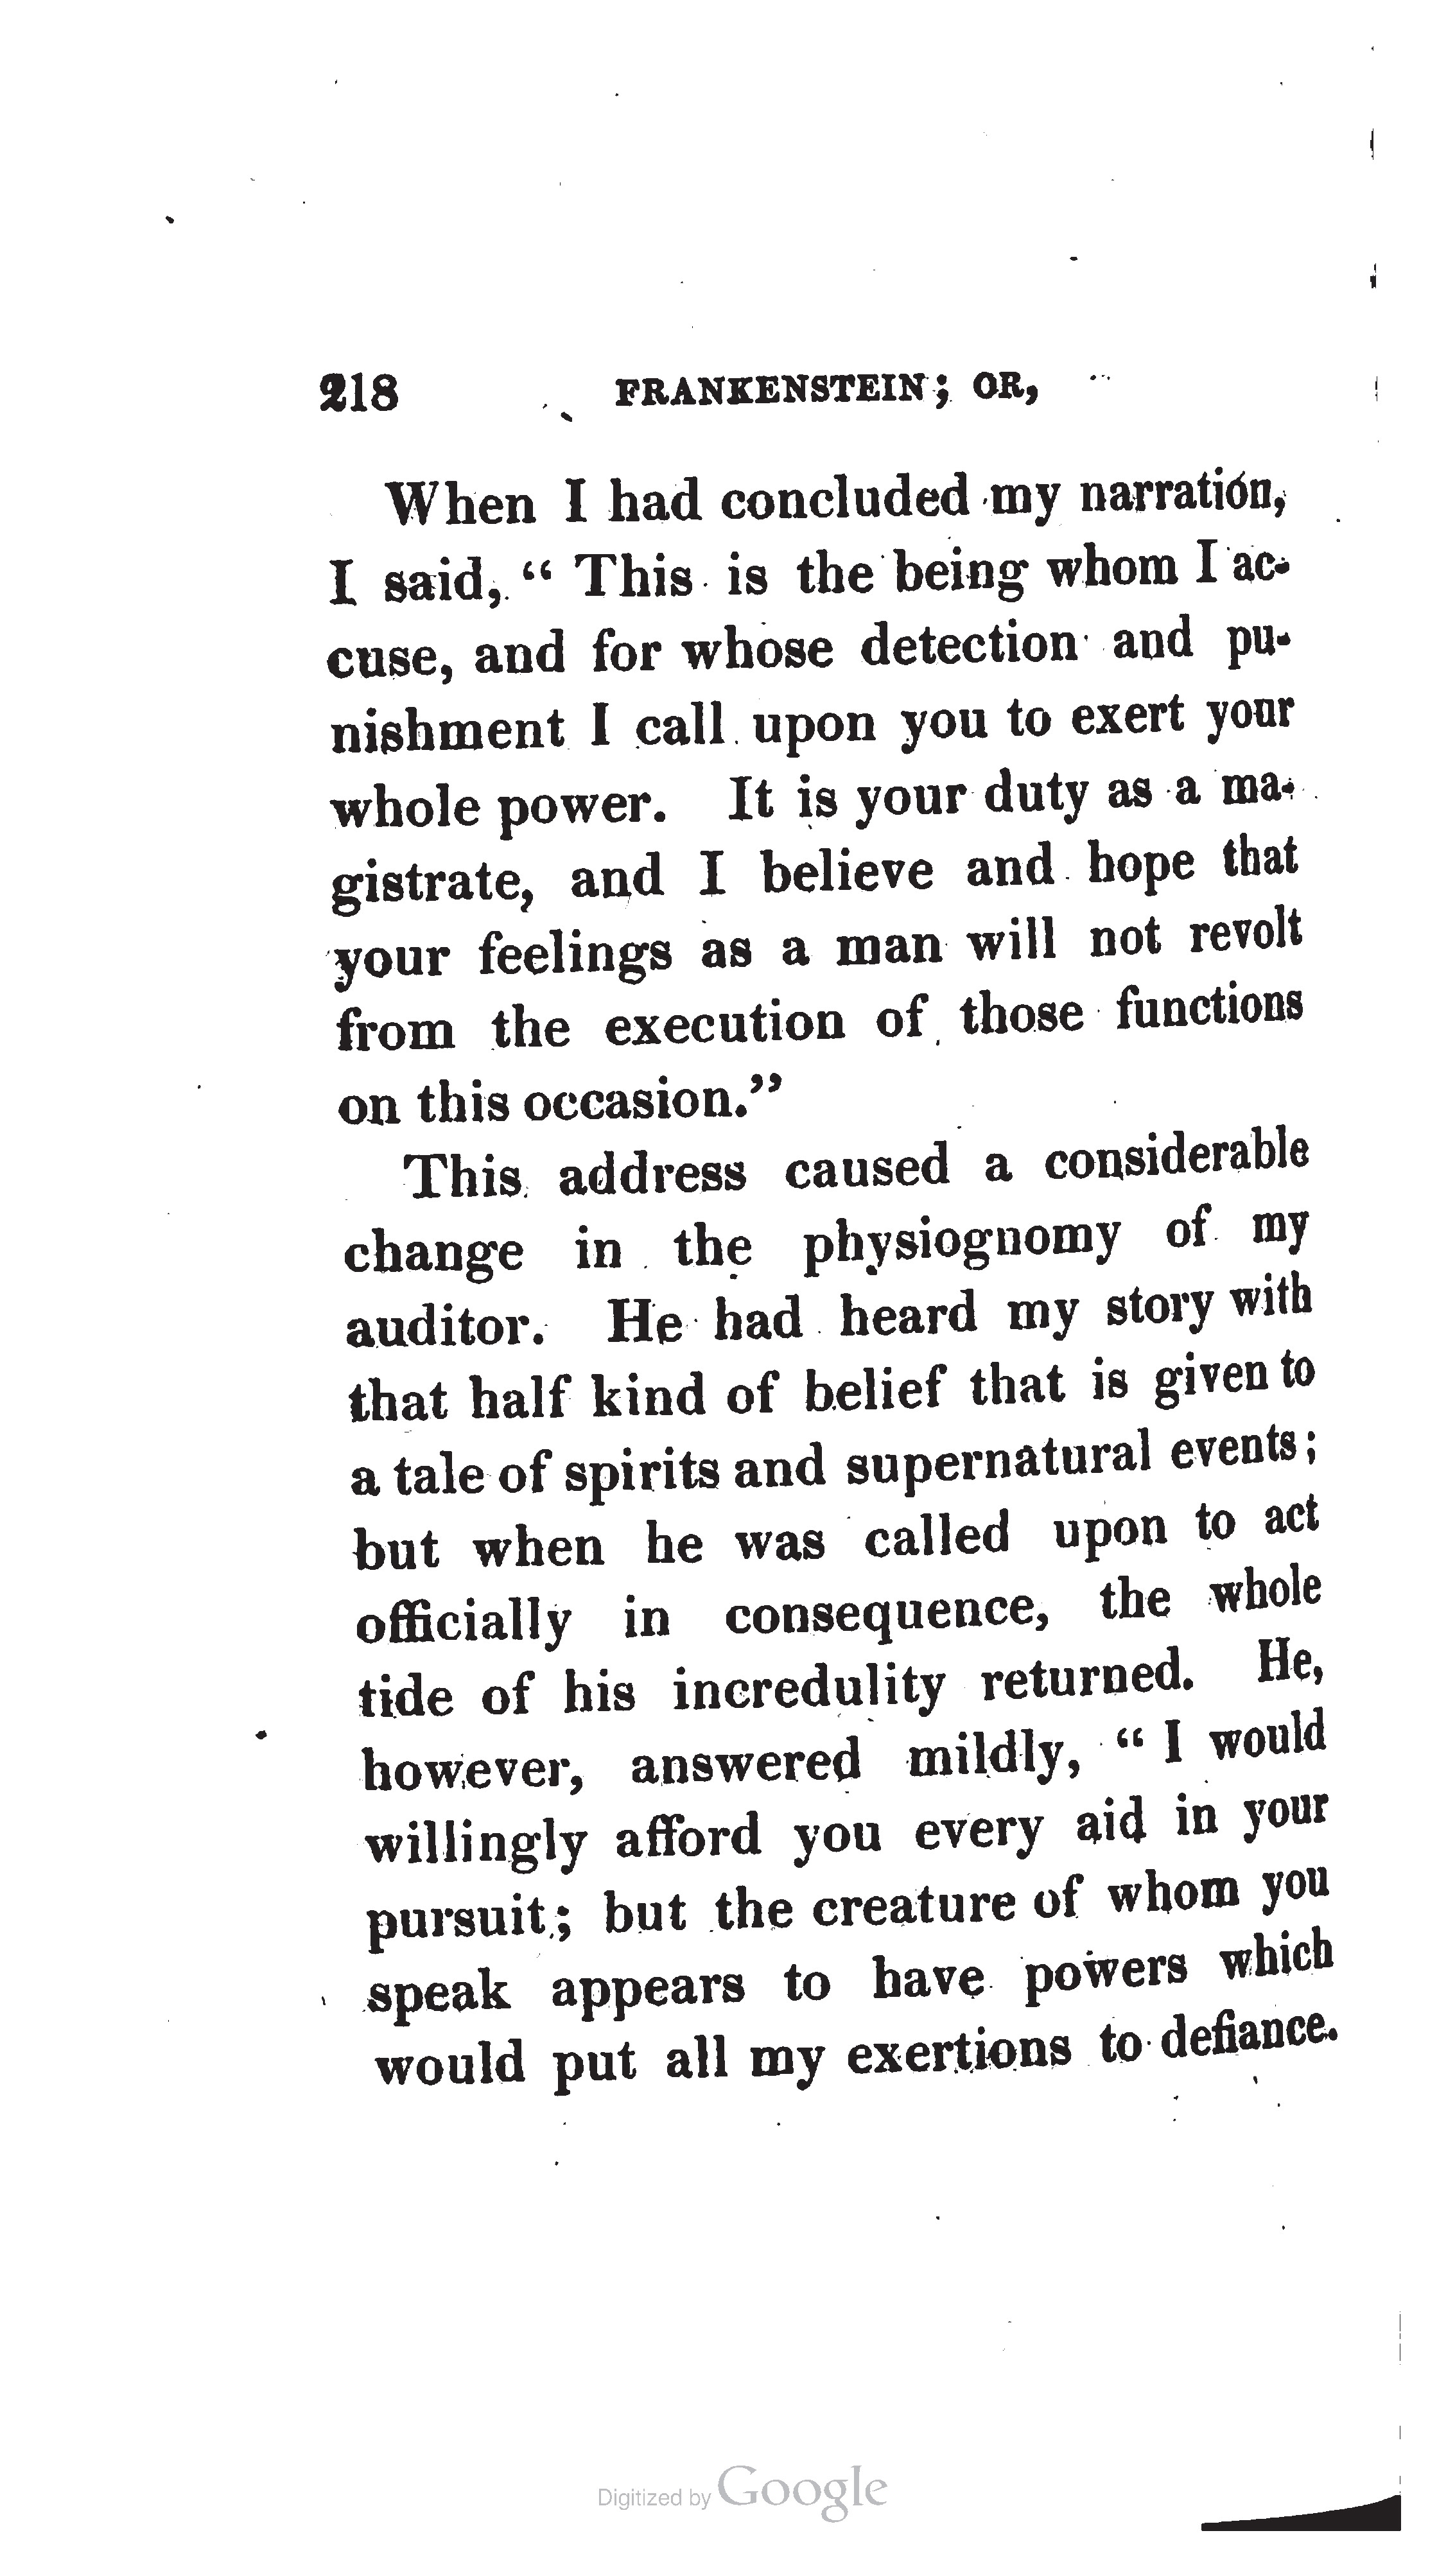 218 FRANKENSTEIN; OR,
When I had concluded my narration,
I said, “This is the being whom I ac-
cuse, and for whose detection and pu-
nishment I call upon you to exert your
whole power. It is your duty as a ma-
gistrate, and I believe and hope that
your feelings as a man will not revolt
from the execution of those functions
on this occasion.”
This address caused a considerable
change in the physiognomy of my
auditor. He had heard my story with
that half kind of belief that is given to
a tale of spirits and supernatural events;
but when he was called upon to act
officially in consequence, the whole
tide of his incredulity returned. He,
however, answered mildly, “I would
willingly afford you every aid in your
pursuit; but the creature of whom you
speak appears to have powers which
would put all my exertions to defiance.
Digitized by Google